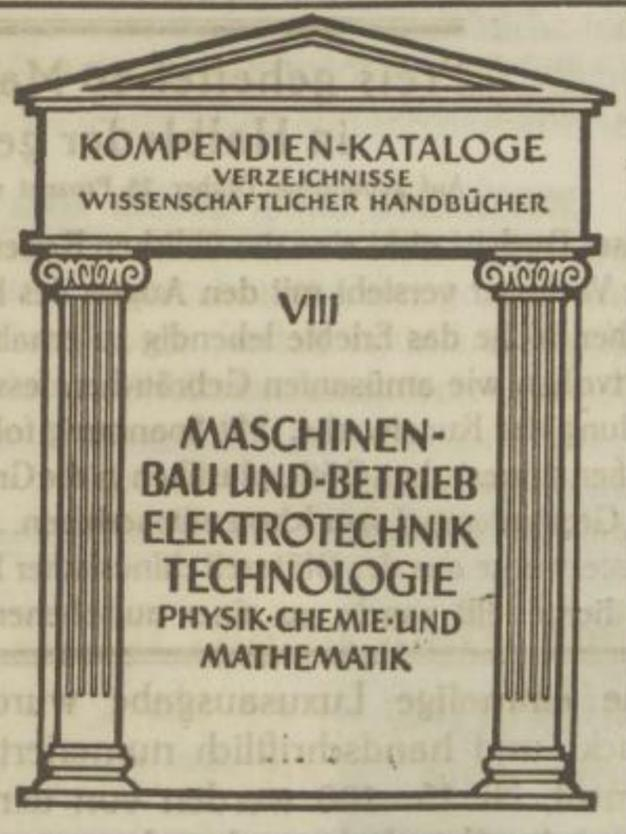 KOMPENDIEN-KATALOGE
VERZEICHNISSE
WISSENSCHAFTLICHER HANDBÜCHER
VIII
MASCHINEN-
BAU UND-BETRIEB
ELEKTROTECHNIK
TECHNOLOGIE
PHYSIK·CHEMIE·UND
MATHEMATIK